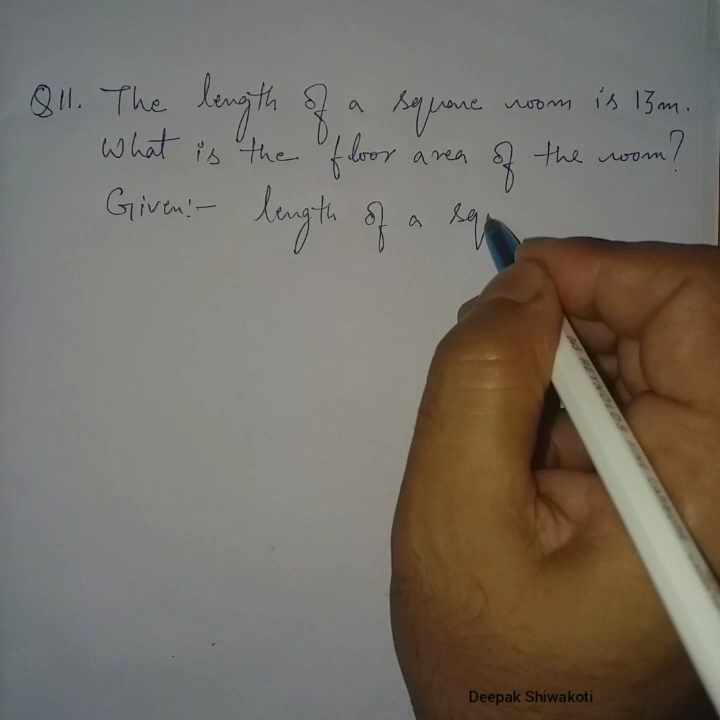 Q11. The length of a square room is 13m.
What is the floor area of the room?
Given:- length of a sq
REYNOLDS
Deepak Shiwakoti